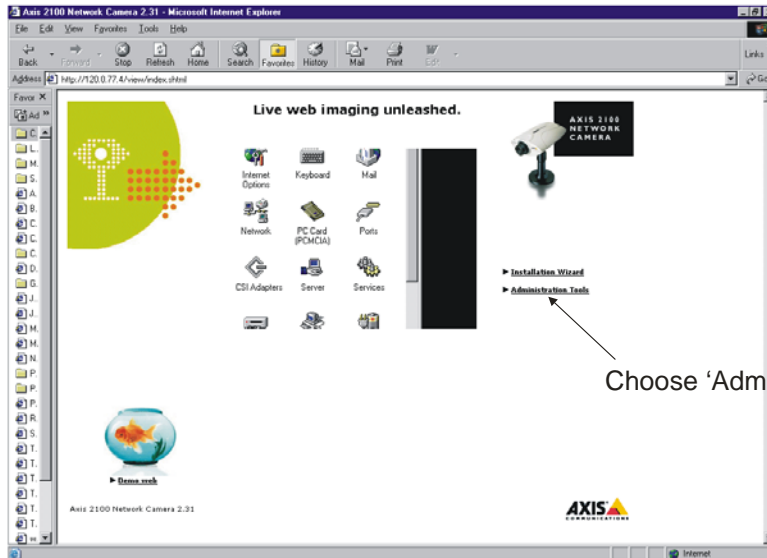 Axis 2100 Network Camera 2.31 - Microsoft Internet Explorer
File Edit View Favorites Tools Help
Back Forward Stop Refresh Home Search Favorites History Mail Print Edit
Links
Address http://120.0.77.4/view/index.shtml
Go
Favor ×
Ad »
C.
L.
M.
S.
A.
B.
C.
C.
C.
D.
G.
J.
J.
M.
M.
N.
P.
P.
P.
R.
S.
T.
T.
T.
T.
T.
T.
Live web imaging unleashed.
AXIS 2100
NETWORK
CAMERA
Internet Options
Keyboard
Mail
Network
PC Card (PCMCIA)
Ports
CSI Adapters
Server
Services
Installation Wizard
Administration Tools
Choose ‘Adm
Demo web
Axis 2100 Network Camera 2.31
AXIS
COMMUNICATIONS
Internet